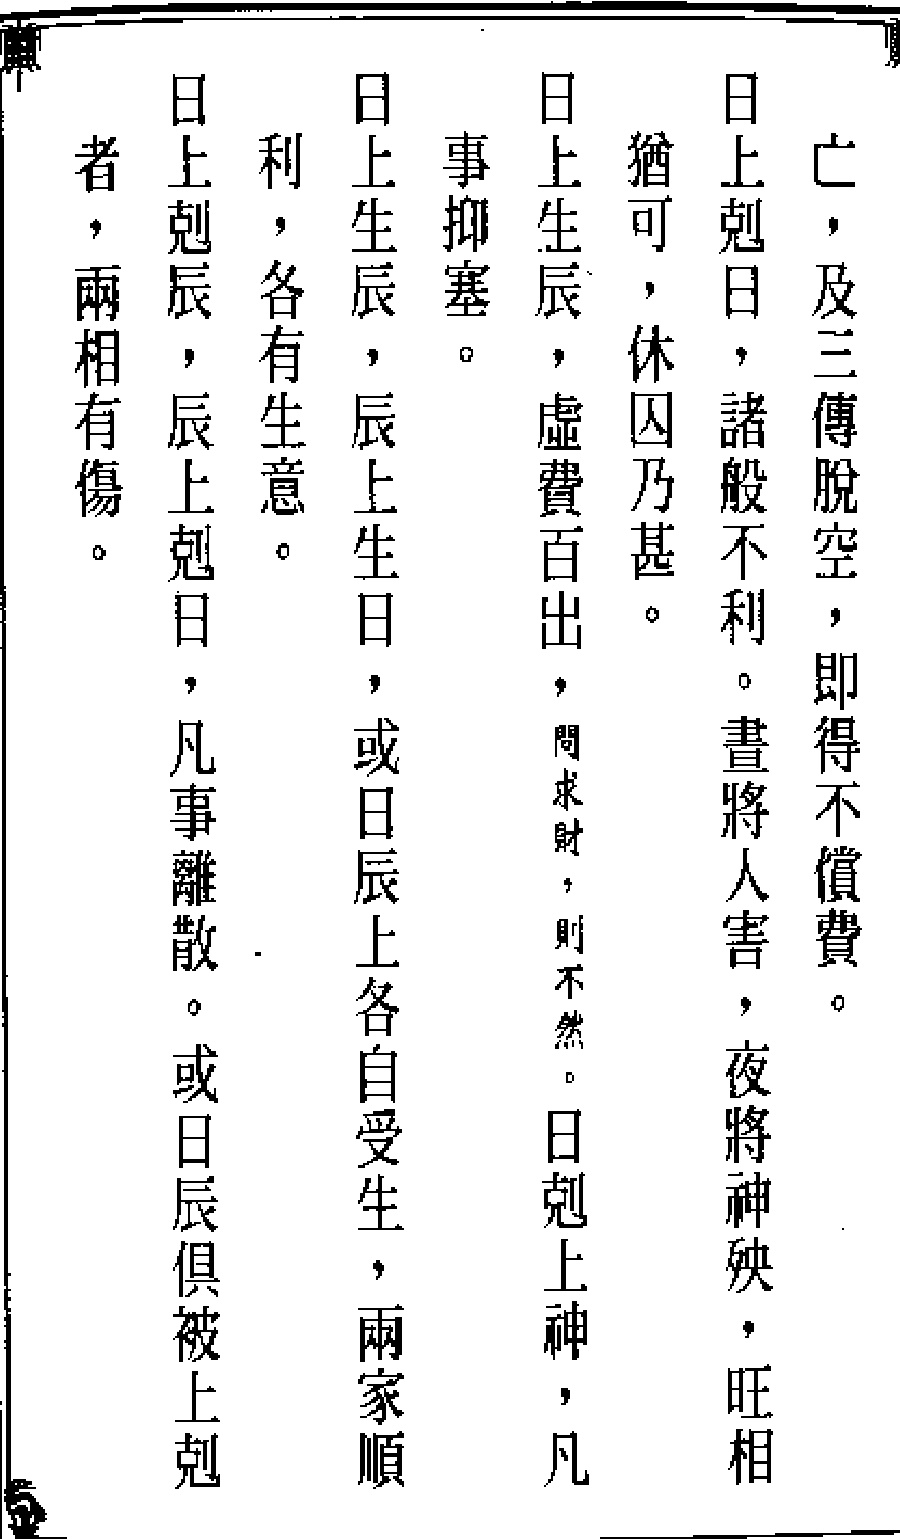 亡，及三傳脫空，即得不償費。
日上剋日，諸般不利。晝將人害，夜將神殃，旺相
猶可，休囚乃甚。
日上生辰，虛費百出，問求財，則不然。日剋上神，凡
事抑塞。
日上生辰，辰上生日，或日辰上各自受生，兩家順
利，各有生意。
日上剋辰，辰上剋日，凡事離散。或日辰俱被上剋
者，兩相有傷。